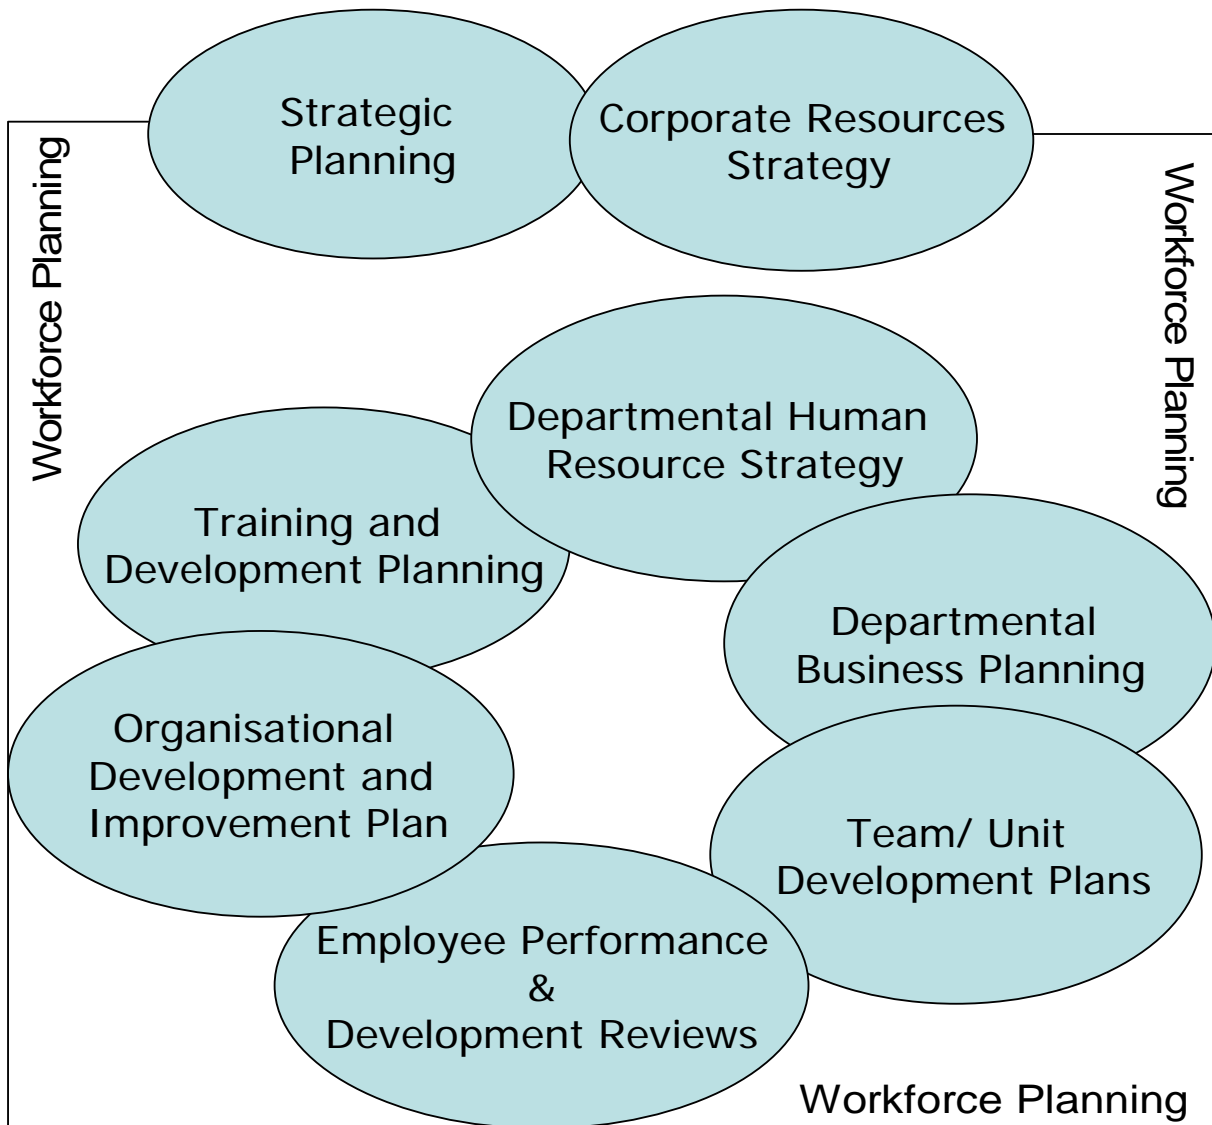 Strategic
Planning
Corporate Resources
Strategy
Workforce Planning
Workforce Planning
Departmental Human
Resource Strategy
Training and
Development Planning
Departmental
Business Planning
Organisational
Development and
Improvement Plan
Team/ Unit
Development Plans
Employee Performance
&
Development Reviews
Workforce Planning